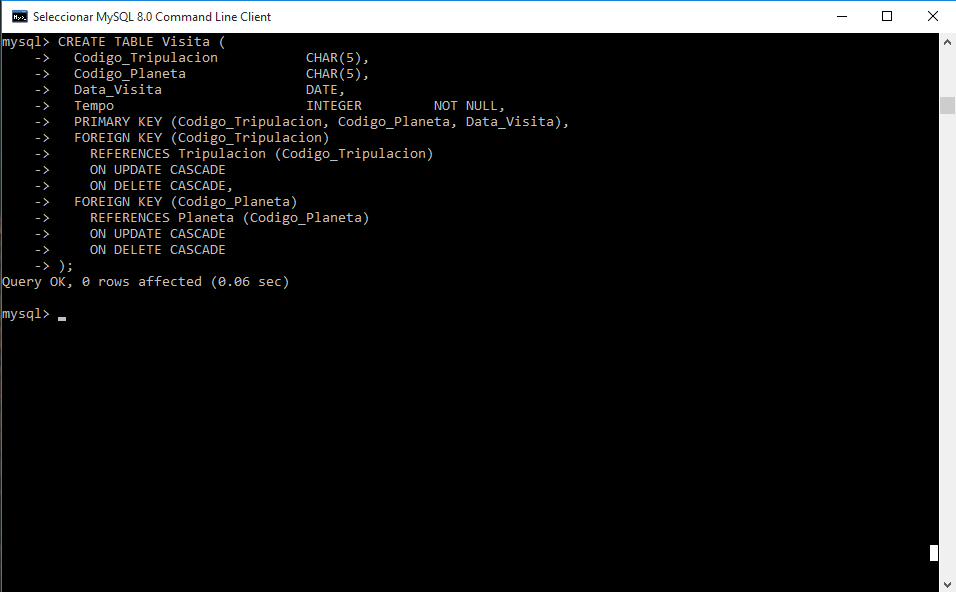 Seleccionar MySQL 8.0 Command Line Client
mysql> CREATE TABLE Visita (
    ->   Codigo_Tripulacion           CHAR(5),
    ->   Codigo_Planeta               CHAR(5),
    ->   Data_Visita                  DATE,
    ->   Tempo                        INTEGER         NOT NULL,
    ->   PRIMARY KEY (Codigo_Tripulacion, Codigo_Planeta, Data_Visita),
    ->   FOREIGN KEY (Codigo_Tripulacion)
    ->     REFERENCES Tripulacion (Codigo_Tripulacion)
    ->     ON UPDATE CASCADE
    ->     ON DELETE CASCADE,
    ->   FOREIGN KEY (Codigo_Planeta)
    ->     REFERENCES Planeta (Codigo_Planeta)
    ->     ON UPDATE CASCADE
    ->     ON DELETE CASCADE
    -> );
Query OK, 0 rows affected (0.06 sec)
mysql>